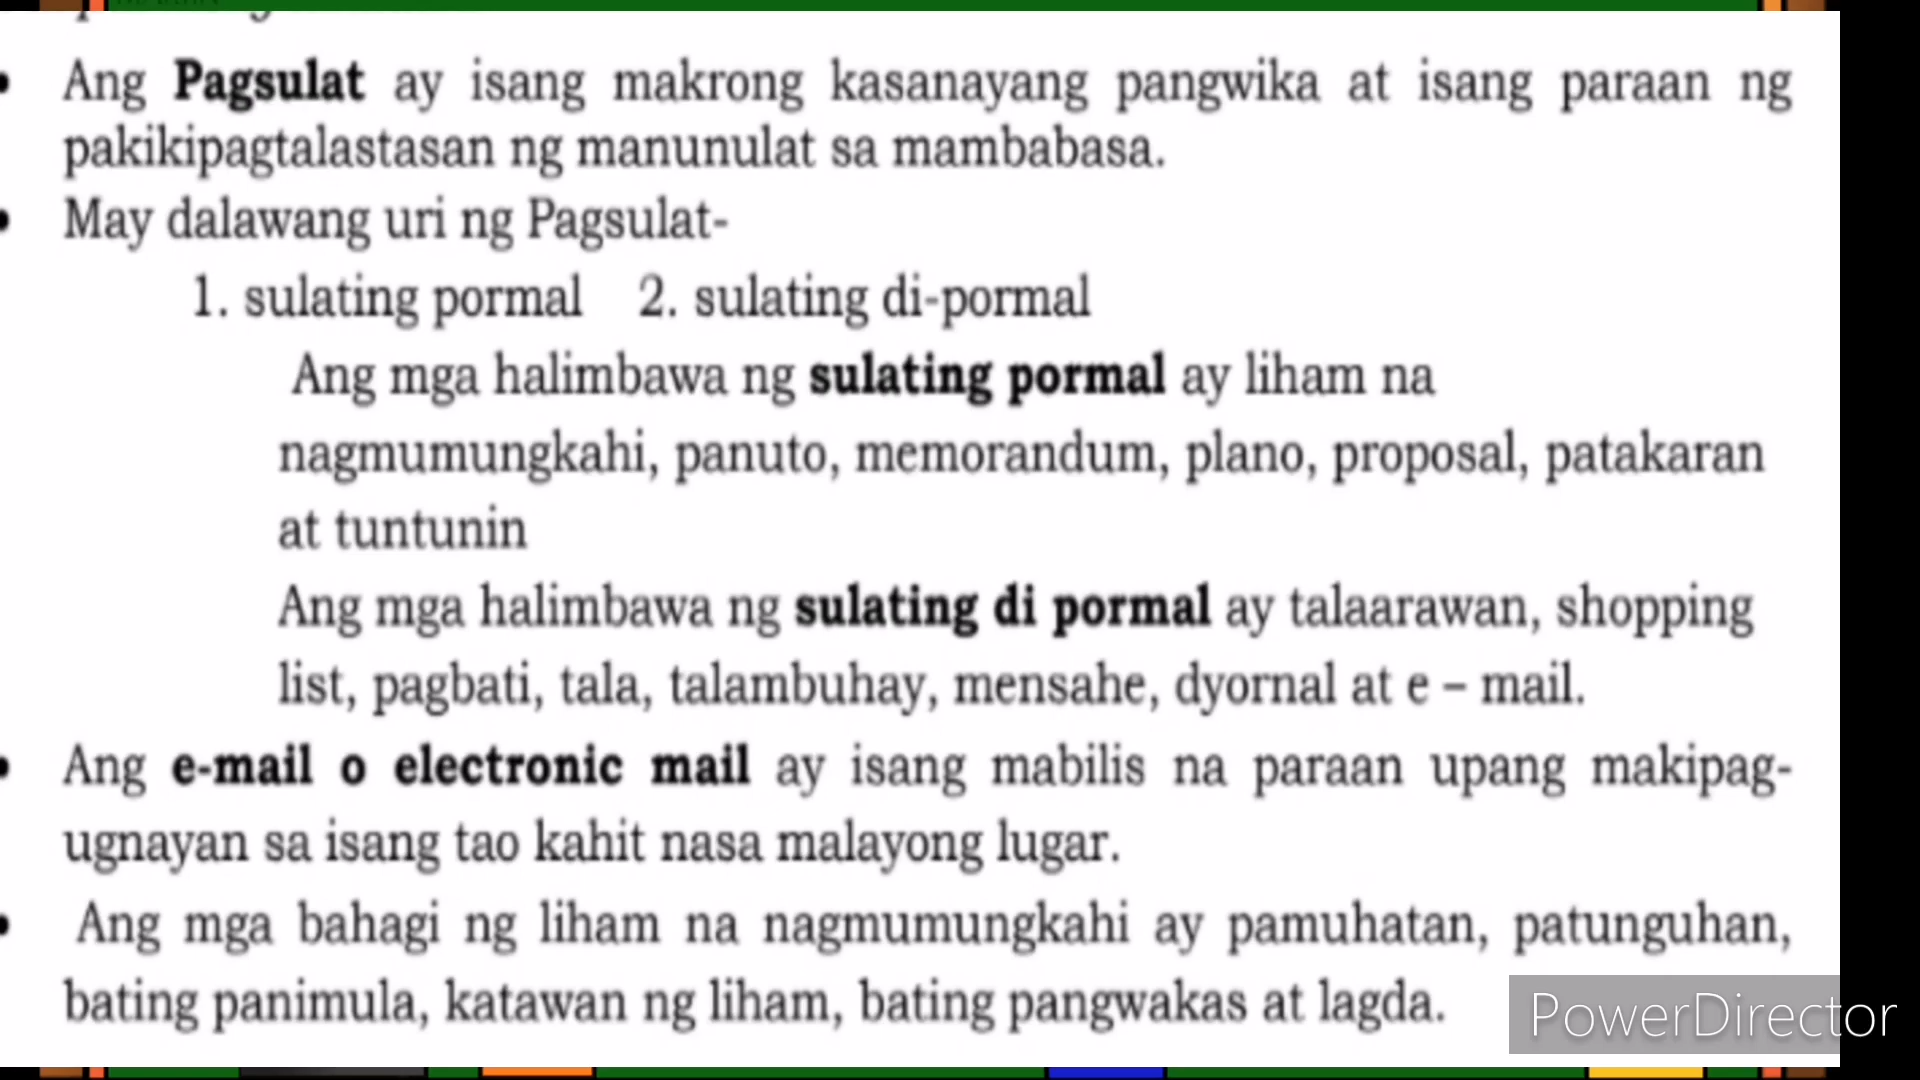 • Ang Pagsulat ay isang makrong kasanayang pangwika at isang paraan ng
pakikipagtalastasan ng manunulat sa mambabasa.
• May dalawang uri ng Pagsulat-
1. sulating pormal 2. sulating di-pormal
Ang mga halimbawa ng sulating pormal ay liham na
nagmumungkahi, panuto, memorandum, plano, proposal, patakaran
at tuntunin
Ang mga halimbawa ng sulating di pormal ay talaarawan, shopping
list, pagbati, tala, talambuhay, mensahe, dyornal at e – mail.
• Ang e-mail o electronic mail ay isang mabilis na paraan upang makipag-
ugnayan sa isang tao kahit nasa malayong lugar.
• Ang mga bahagi ng liham na nagmumungkahi ay pamuhatan, patunguhan,
bating panimula, katawan ng liham, bating pangwakas at lagda.
PowerDirector